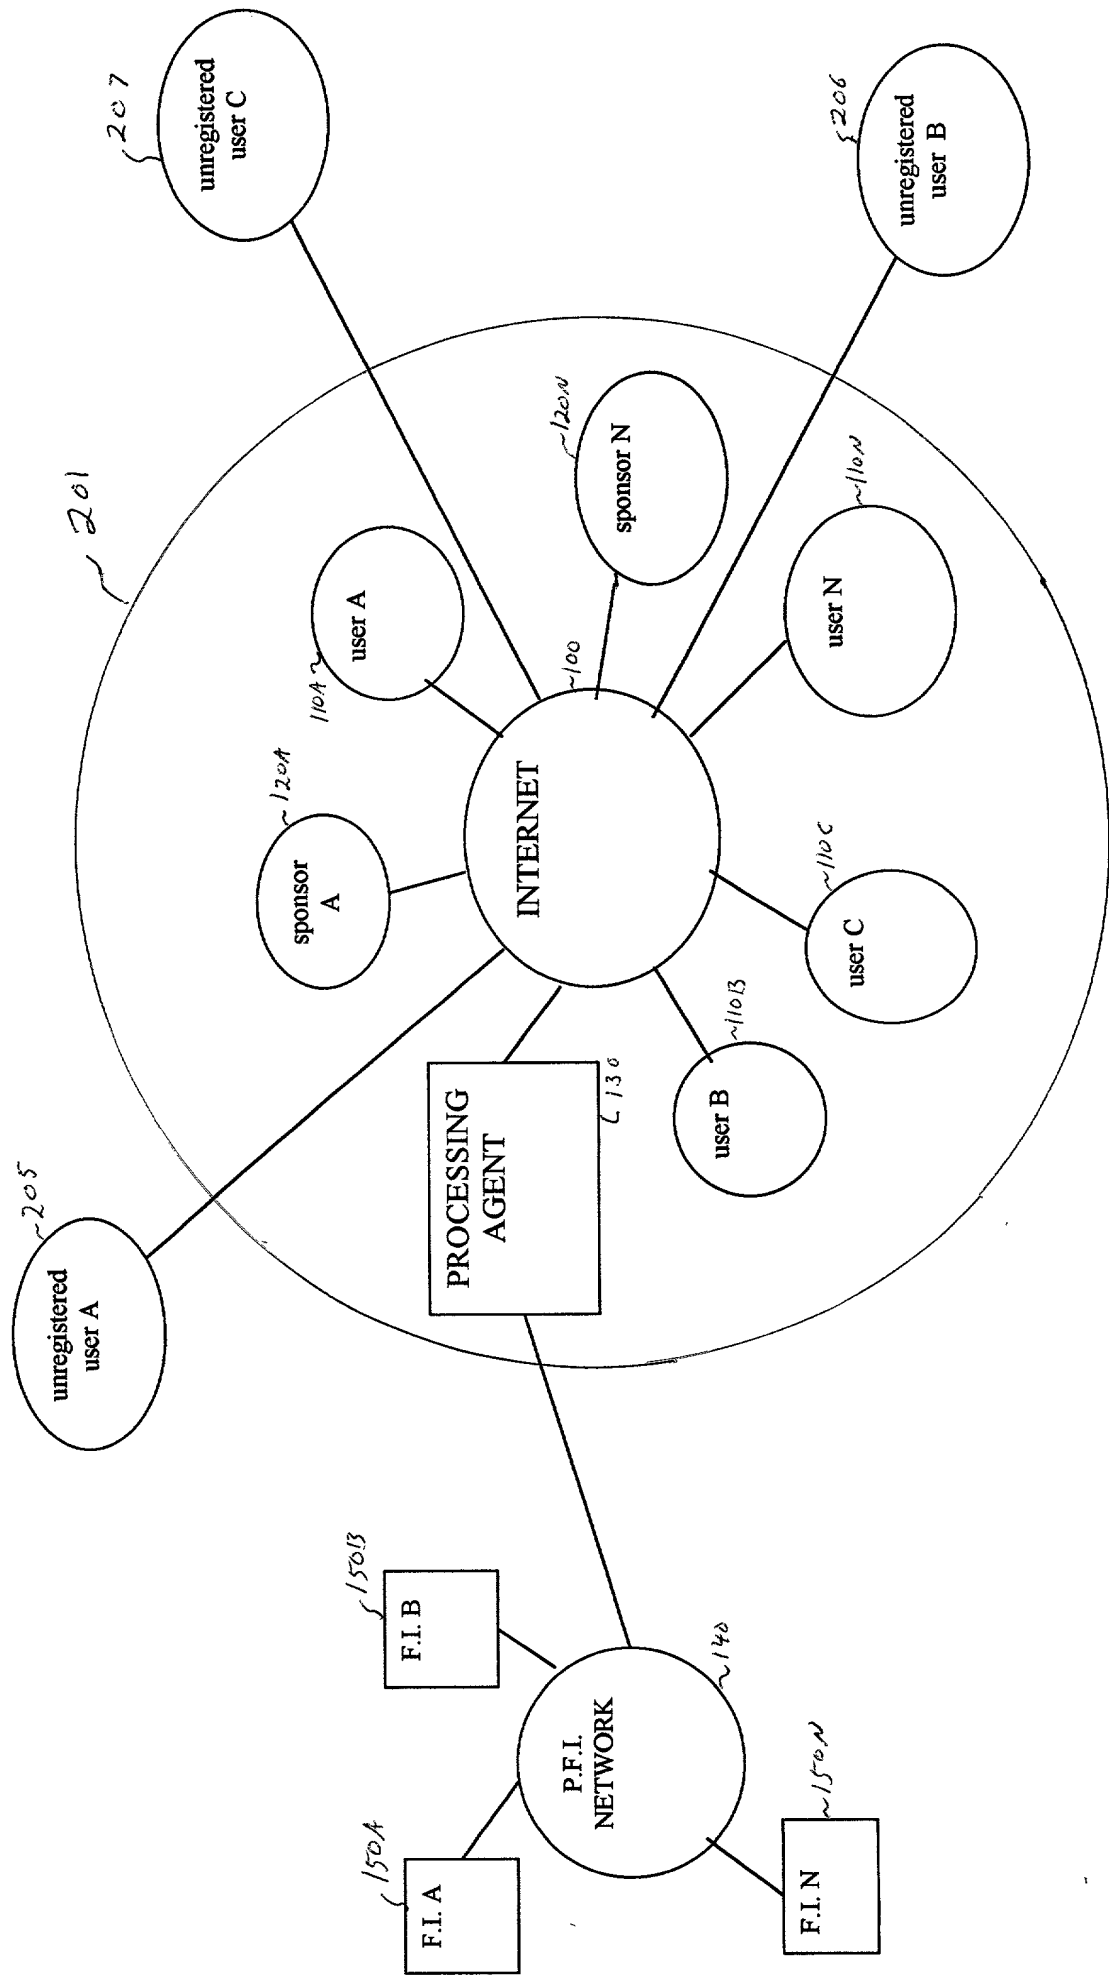 unregistered
user A
205
201
unregistered
user C
207
sponsor
A
120A
user A
110A
INTERNET
100
sponsor N
120N
PROCESSING
AGENT
130
user B
110B
user C
110C
user N
110N
unregistered
user B
206
F.I. A
150A
F.I. B
150B
P.F.I.
NETWORK
140
F.I. N
150N